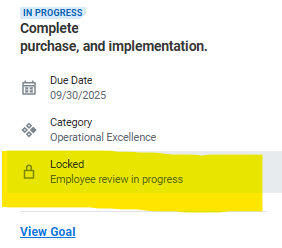 IN PROGRESS
Complete
purchase, and implementation.
Due Date
09/30/2025
Category
Operational Excellence
Locked
Employee review in progress
View Goal